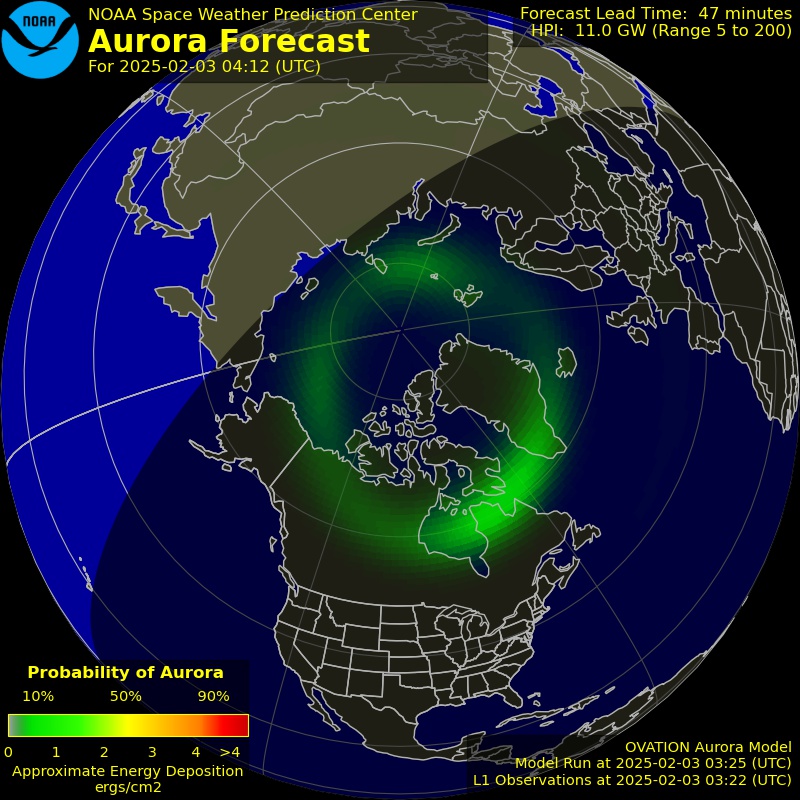 NOAA
NOAA Space Weather Prediction Center
Aurora Forecast
For 2025-02-03 04:12 (UTC)
Forecast Lead Time: 47 minutes
HPI: 11.0 GW (Range 5 to 200)
Probability of Aurora
10% 50% 90%
0 1 2 3 4 >4
Approximate Energy Deposition
ergs/cm2
OVATION Aurora Model
Model Run at 2025-02-03 03:25 (UTC)
L1 Observations at 2025-02-03 03:22 (UTC)